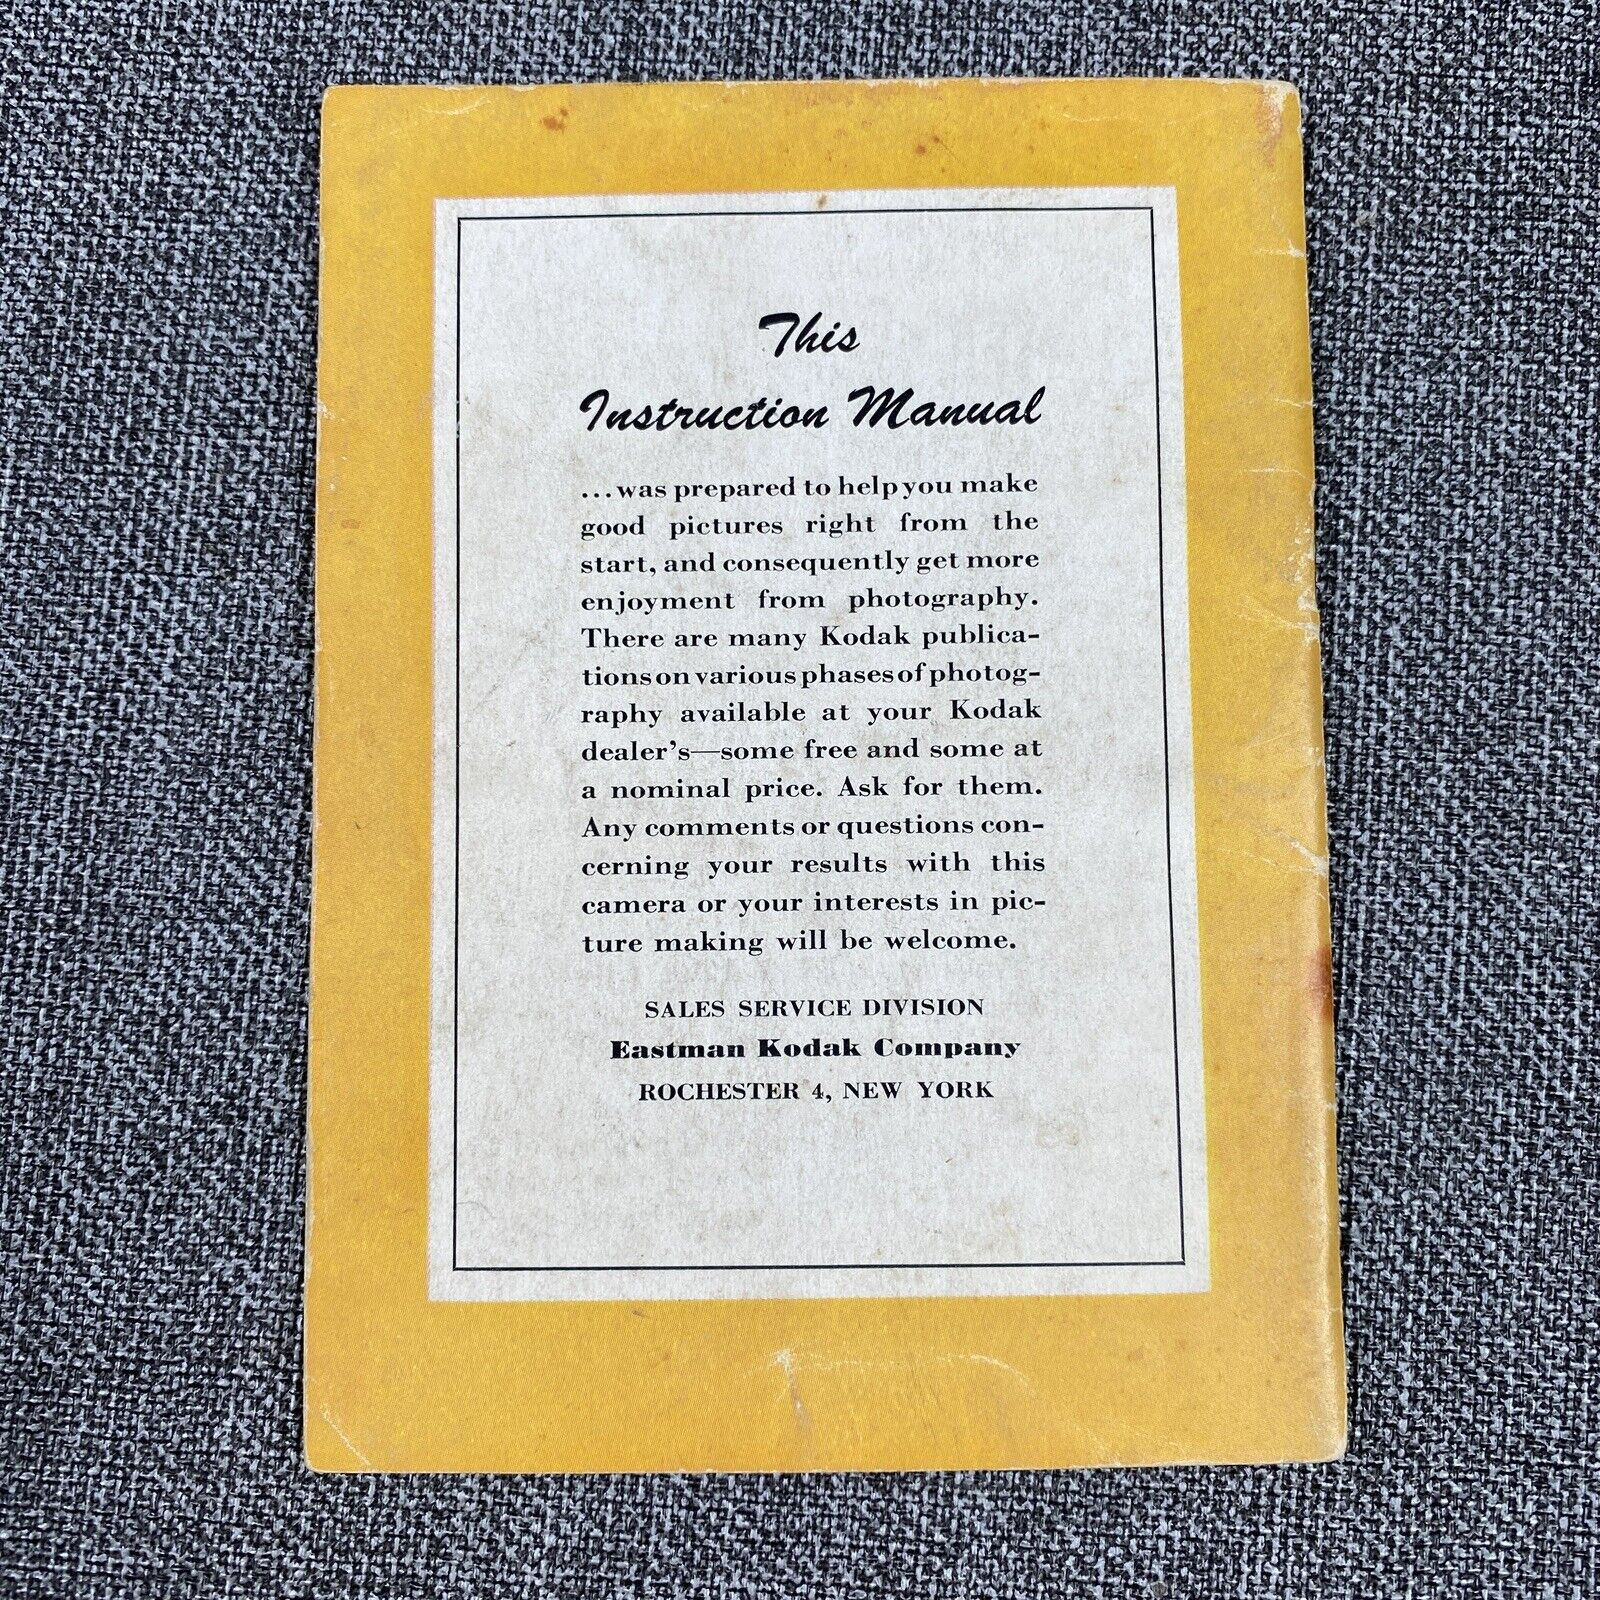 This
Instruction Manual
...was prepared to help you make
good pictures right from the
start, and consequently get more
enjoyment from photography.
There are many Kodak publica-
tions on various phases of photog-
raphy available at your Kodak
dealer's—some free and some at
a nominal price. Ask for them.
Any comments or questions con-
cerning your results with this
camera or your interests in pic-
ture making will be welcome.
SALES SERVICE DIVISION
Eastman Kodak Company
ROCHESTER 4, NEW YORK